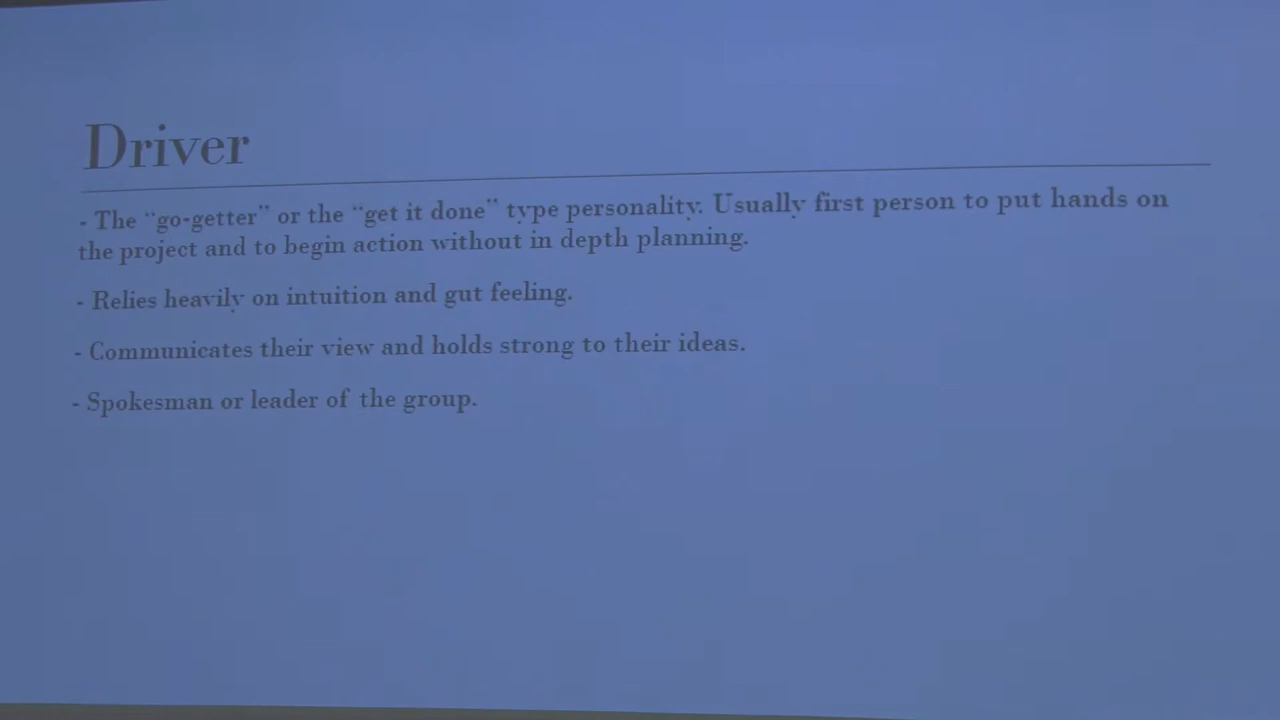 Driver
- The “go-getter” or the “get it done” type personality. Usually first person to put hands on
the project and to begin action without in depth planning.
- Relies heavily on intuition and gut feeling.
- Communicates their view and holds strong to their ideas.
- Spokesman or leader of the group.